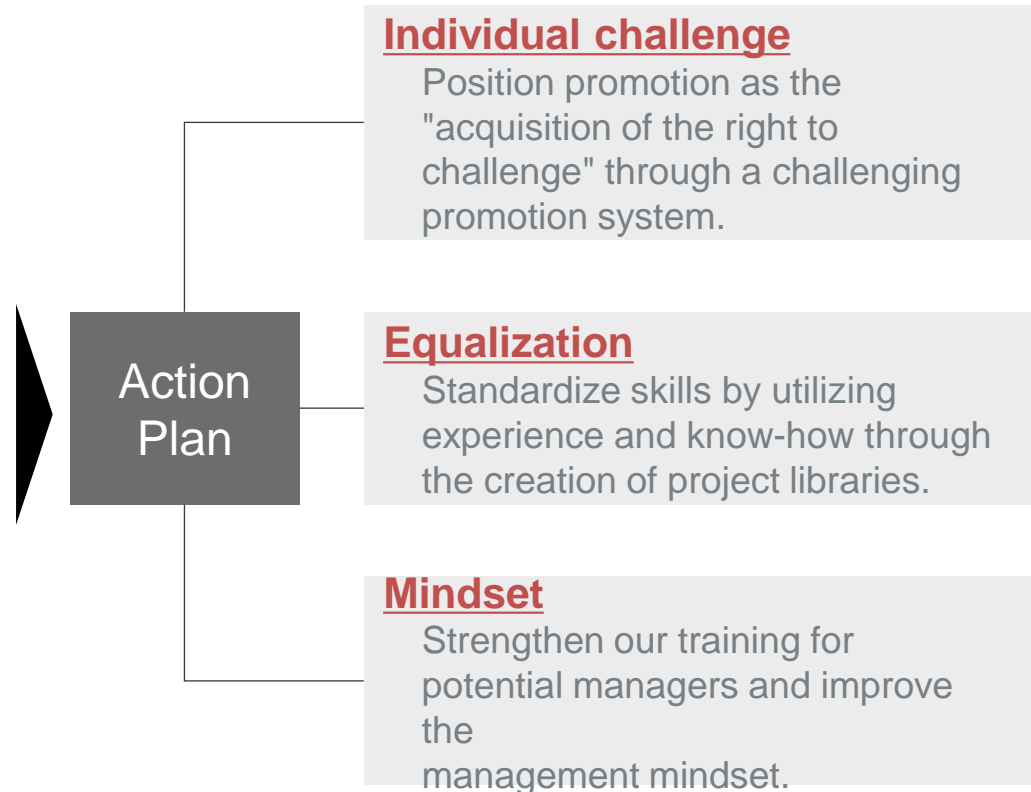 Individual challenge
Position promotion as the
"acquisition of the right to
challenge" through a challenging
promotion system.
Action
Plan
Equalization
Standardize skills by utilizing
experience and know-how through
the creation of project libraries.
Mindset
Strengthen our training for
potential managers and improve
the
management mindset.